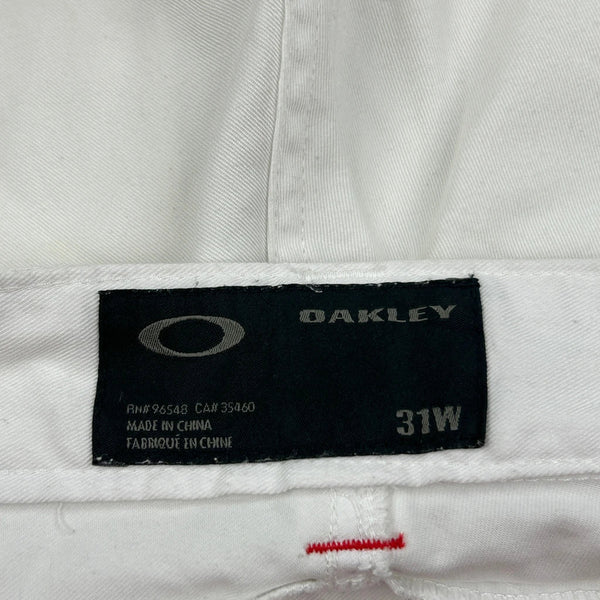 OAKLEY
RN# 96548 CA# 35460
MADE IN CHINA
FABRIQUÉ EN CHINE
31W